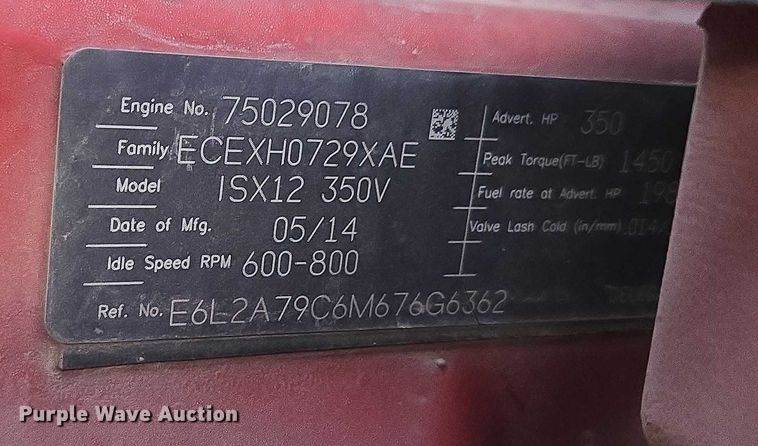 Engine No. 75029078
Family ECEXH0729XAE
Model ISX12 350V
Date of Mfg. 05/14
Idle Speed RPM 600-800
Ref. No. E6L2A79C6M676G6362
Advert. HP 350
Peak Torque(FT-LB) 1450
Fuel rate at Advert. HP
Valve Lash Cold (in/mm)
Purple Wave Auction